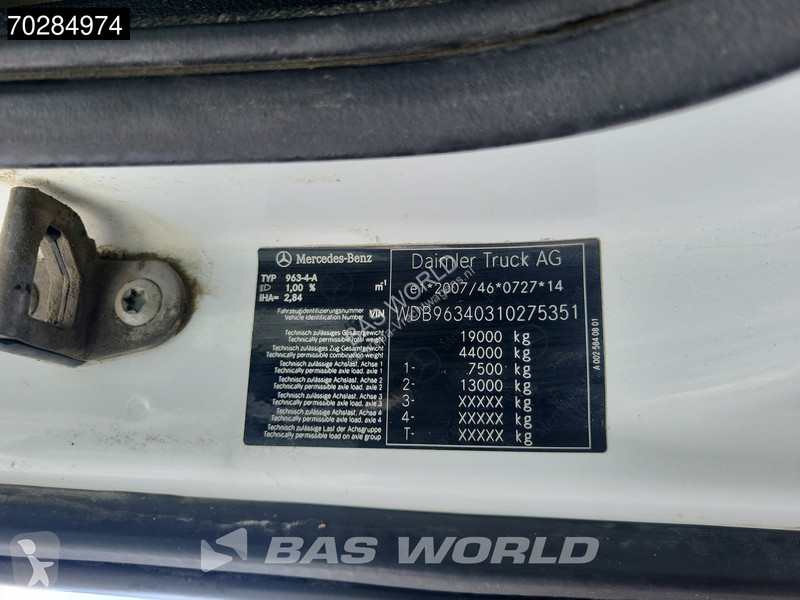 70284974
Mercedes-Benz
Daimler Truck AG
TYP 963-4-A
1,00 % m¹
IHA= 2,84
e1*2007/46*0727*14
Fahrzeugidentifizierungsnummer
Vehicle Identification Number
VIN WDB96340310275351
Technisch zulässiges Gesamtgewicht
Technically permissible total weight
19000 kg
Technisch zulässiges Zug Gesamtgewicht
Technically permissible combination weight
44000 kg
Technisch zulässige Achslast. Achse 1
Technically permissible axle load. axle 1
1- 7500 kg
Technisch zulässige Achslast. Achse 2
Technically permissible axle load. axle 2
2- 13000 kg
Technisch zulässige Achslast. Achse 3
Technically permissible axle load. axle 3
3- XXXXX kg
Technisch zulässige Achslast. Achse 4
Technically permissible axle load. axle 4
4- XXXXX kg
Technisch zulässige Last der Achsgruppe
Technically permissible load on axle group
T- XXXXX kg
A 002 584 08 01
BAS WORLD
BAS WORLD